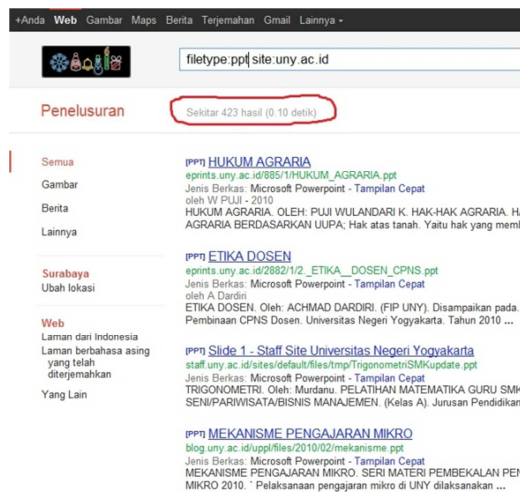 +Anda Web Gambar Maps Berita Terjemahan Gmail Lainnya
filetype:ppt site:uny.ac.id
Penelusuran
Sekitar 423 hasil (0.10 detik)
Semua
Gambar
Berita
Lainnya
Surabaya
Ubah lokasi
Web
Laman dari Indonesia
Laman berbahasa asing
yang telah
diterjemahkan
Yang Lain
[PPT] HUKUM AGRARIA
eprints.uny.ac.id/885/1/HUKUM_AGRARIA.ppt
Jenis Berkas: Microsoft Powerpoint - Tampilan Cepat
oleh W PUJI - 2010
HUKUM AGRARIA. OLEH: PUJI WULANDARI K. HAK-HAK AGRARIA.
AGRARIA BERDASARKAN UUPA; Hak atas tanah. Yaitu hak yang
[PPT] ETIKA DOSEN
eprints.uny.ac.id/2882/1/2._ETIKA__DOSEN_CPNS.ppt
Jenis Berkas: Microsoft Powerpoint - Tampilan Cepat
oleh A Dardiri
ETIKA DOSEN. Oleh: ACHMAD DARDIRI. (FIP UNY). Disampaikan pada.
Pembinaan CPNS Dosen. Universitas Negeri Yogyakarta. Tahun 2010 ...
[PPT] Slide 1 - Staff Site Universitas Negeri Yogyakarta
staff.uny.ac.id/sites/default/files/tmp/TrigonometriSMKupdate.ppt
Jenis Berkas: Microsoft Powerpoint - Tampilan Cepat
TRIGONOMETRI. Oleh: Murdanu. PELATIHAN MATEMATIKA GURU SMK
SENI/PARIWISATA/BISNIS MANAJEMEN. (Kelas A). Jurusan Pendidikan
[PPT] MEKANISME PENGAJARAN MIKRO
blog.uny.ac.id/uppl/files/2010/02/mekanisme.ppt
Jenis Berkas: Microsoft Powerpoint - Tampilan Cepat
MEKANISME PENGAJARAN MIKRO. SERI MATERI PEMBEKALAN
MIKRO 2010. ˚ Pelaksanaan pengajaran mikro di UNY dilaksanakan ...